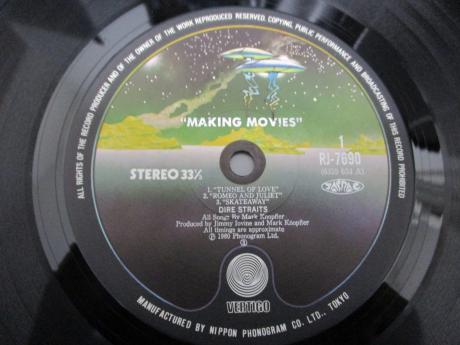 ALL RIGHTS OF THE RECORD PRODUCER AND OF THE OWNER OF THE WORK REPRODUCED RESERVED. COPYING, PUBLIC PERFORMANCE AND BROADCASTING OF THIS RECORD PROHIBITED
"MAKING MOVIES"
STEREO 33⅓
1
RJ-7690
1. "TUNNEL OF LOVE"
2. "ROMEO AND JULIET"
3. "SKATEAWAY"
DIRE STRAITS
All Songs By Mark Knopfler
Produced by Jimmy Iovine and Mark Knopfler
All timings are approximate
Ⓟ 1980 Phonogram Ltd.
VERTIGO
MANUFACTURED BY NIPPON PHONOGRAM CO., LTD., TOKYO